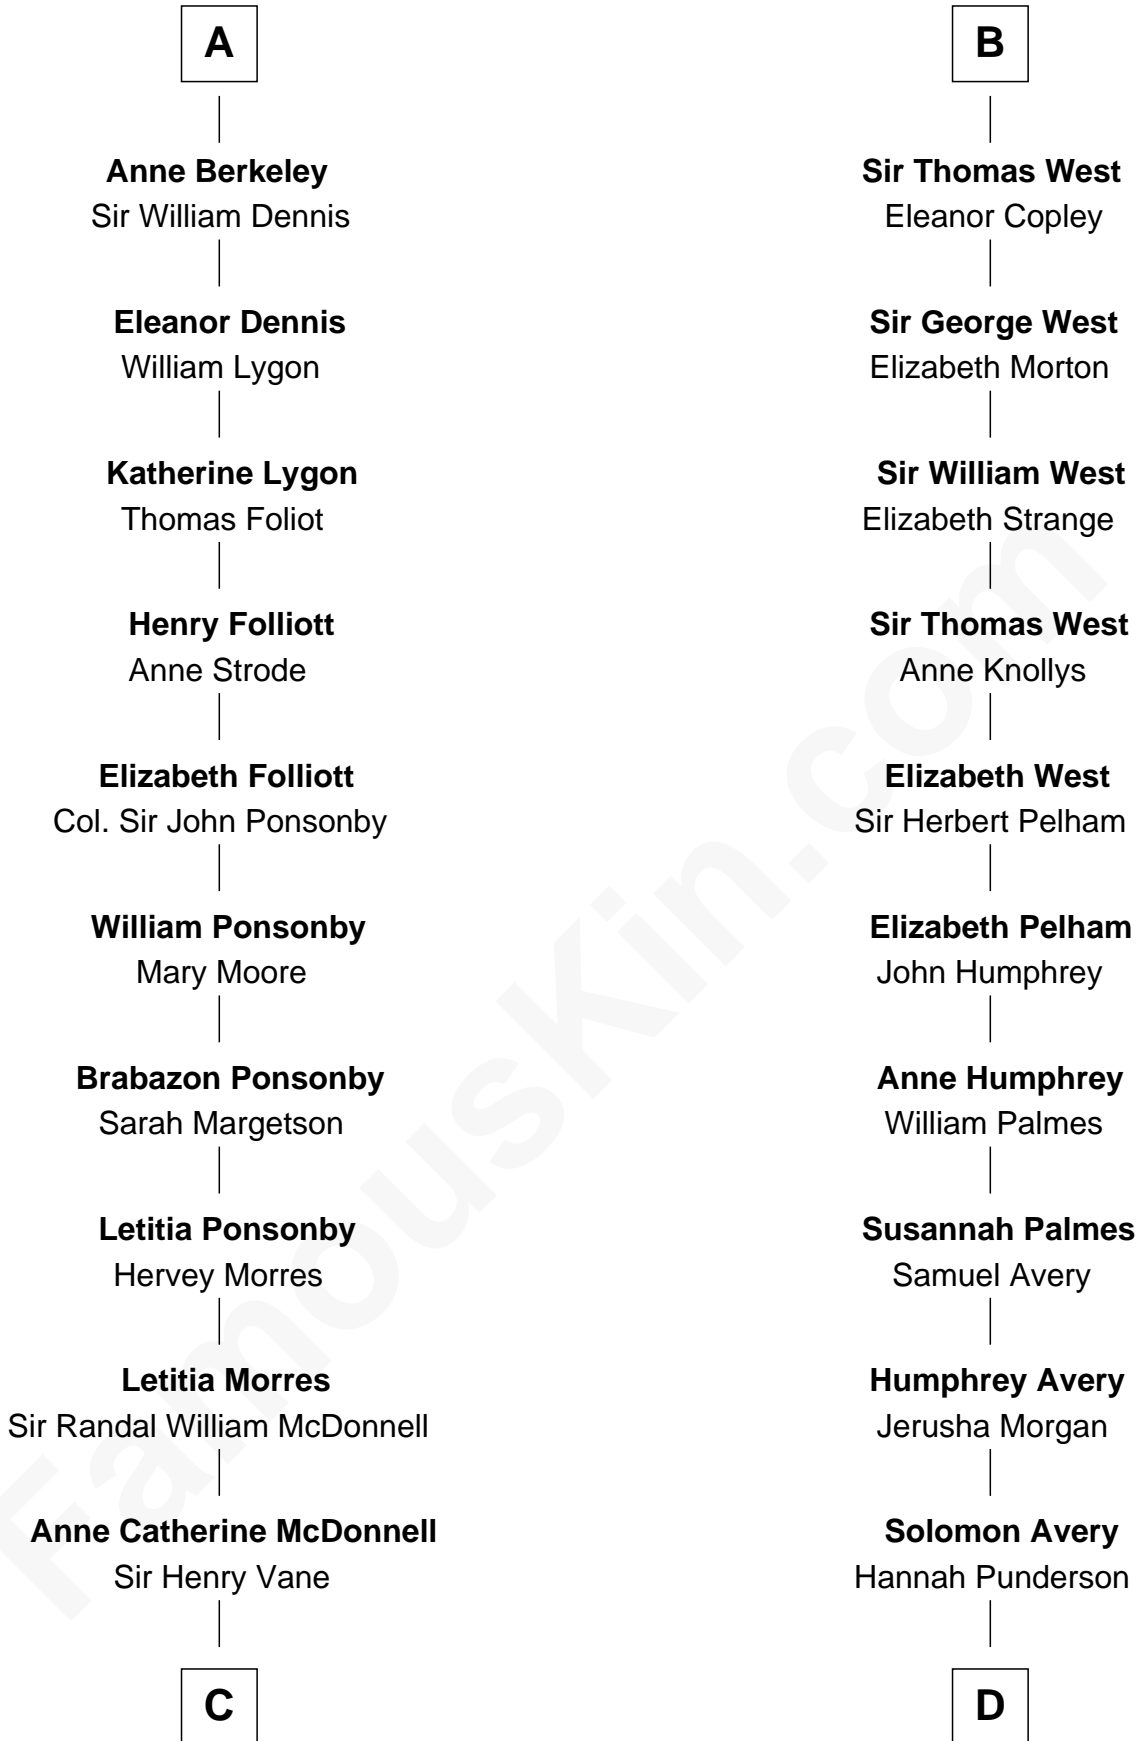 A
Anne Berkeley
Sir William Dennis
Eleanor Dennis
William Lygon
Katherine Lygon
Thomas Foliot
Henry Folliott
Anne Strode
Elizabeth Folliott
Col. Sir John Ponsonby
William Ponsonby
Mary Moore
Brabazon Ponsonby
Sarah Margetson
Letitia Ponsonby
Hervey Morres
Letitia Morres
Sir Randal William McDonnell
Anne Catherine McDonnell
Sir Henry Vane
C
B
Sir Thomas West
Eleanor Copley
Sir George West
Elizabeth Morton
Sir William West
Elizabeth Strange
Sir Thomas West
Anne Knollys
Elizabeth West
Sir Herbert Pelham
Elizabeth Pelham
John Humphrey
Anne Humphrey
William Palmes
Susannah Palmes
Samuel Avery
Humphrey Avery
Jerusha Morgan
Solomon Avery
Hannah Punderson
D
FamousKin.com